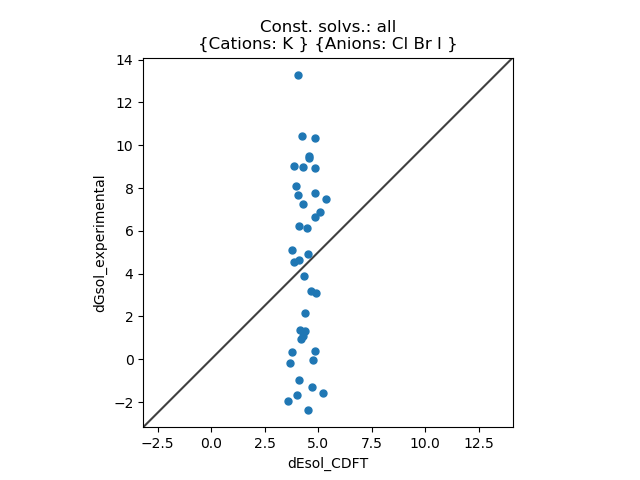 Const. solvs.: all
{Cations: K } {Anions: Cl Br I }
14
12
10
8
6
4
2
0
−2
dGsol_experimental
−2.5 0.0 2.5 5.0 7.5 10.0 12.5
dEsol_CDFT